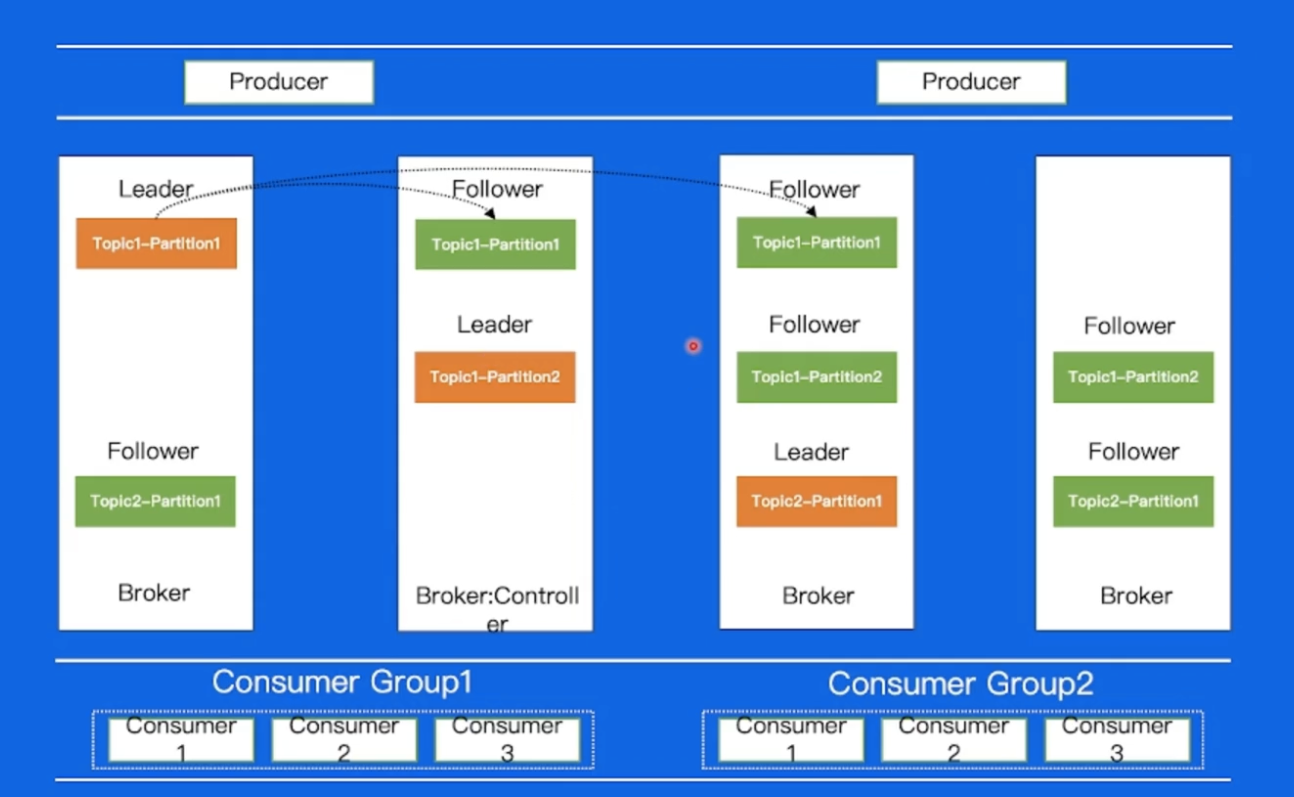 Producer
Producer
Leader
Follower
Follower
Topic1-Partition1
Topic1-Partition1
Topic1-Partition1
Leader
Follower
Follower
Topic1-Partition2
Topic1-Partition2
Topic1-Partition2
Follower
Leader
Follower
Topic2-Partition1
Topic2-Partition1
Topic2-Partition1
Broker
Broker:Controll
er
Broker
Broker
Consumer Group1
Consumer Group2
Consumer
1
Consumer
2
Consumer
3
Consumer
1
Consumer
2
Consumer
3